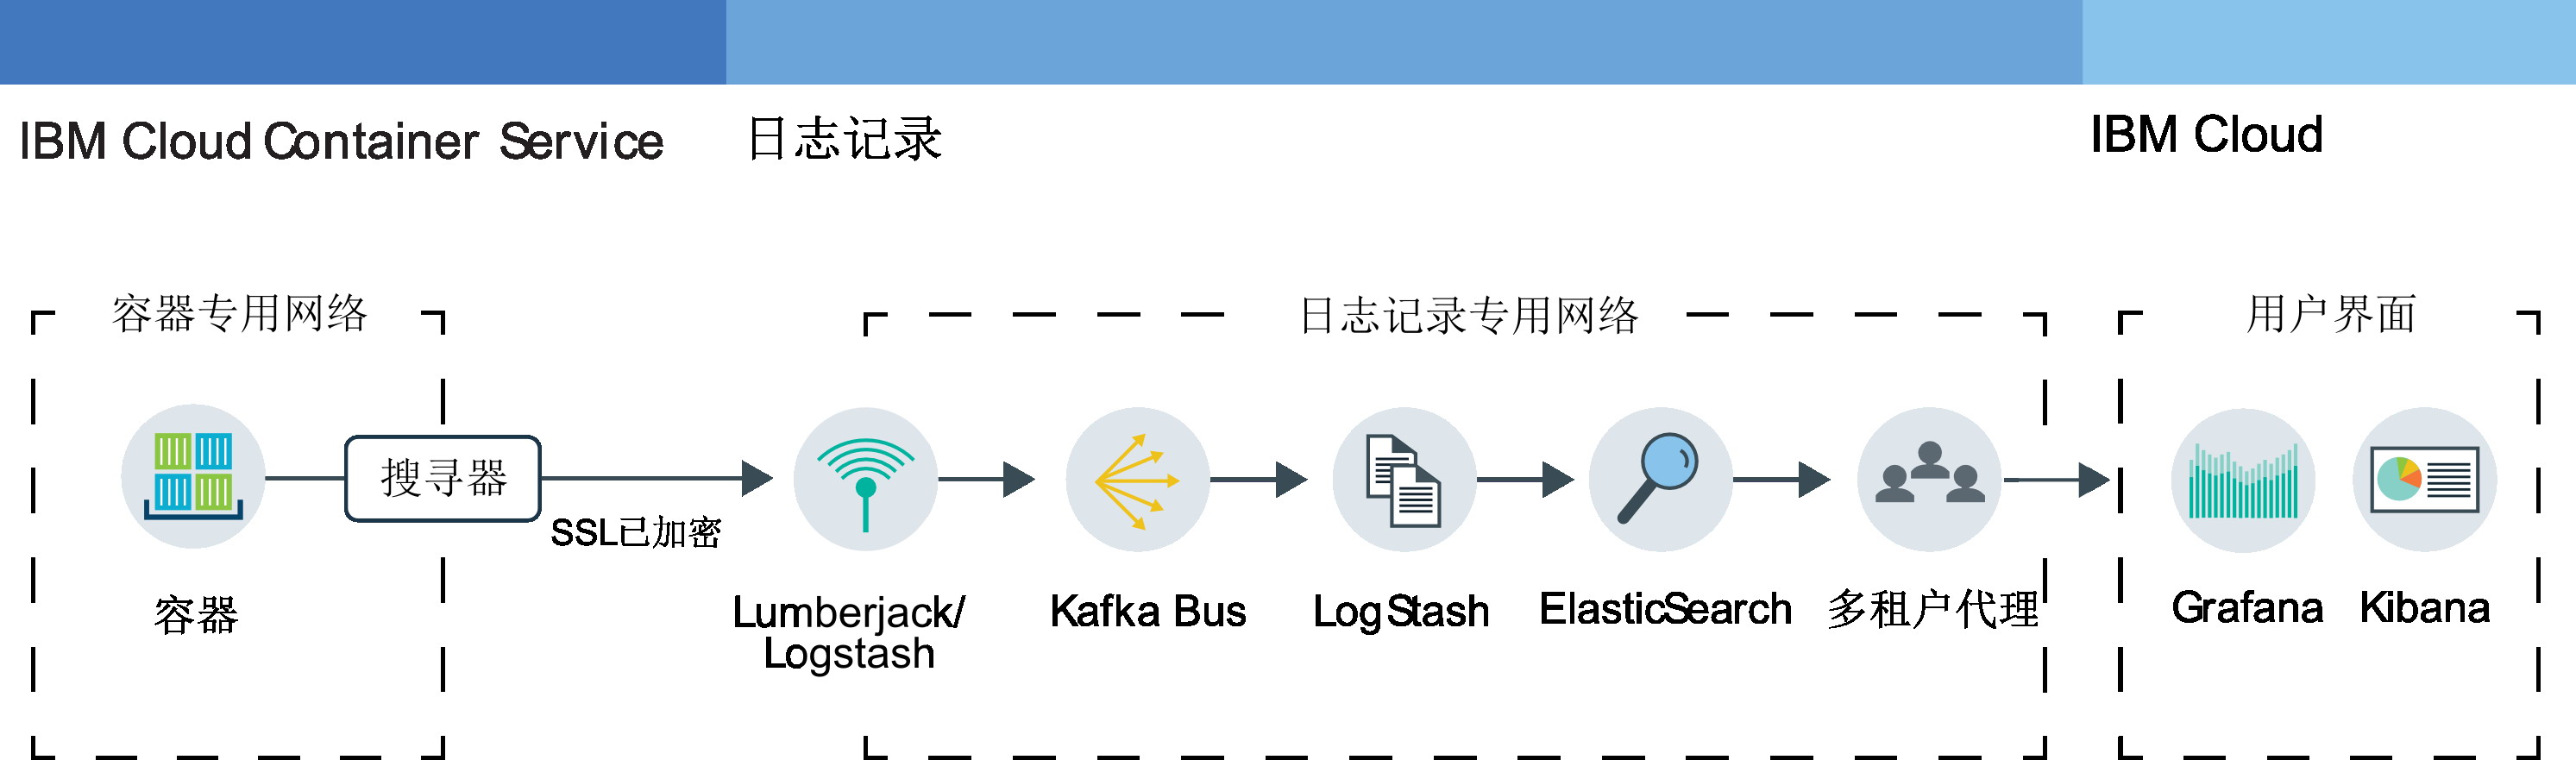 IBM Cloud Container Service
日志记录
IBM Cloud
容器专用网络
日志记录专用网络
用户界面
搜寻器
SSL已加密
容器
Lumberjack/
Logstash
Kafka Bus
LogStash
ElasticSearch
多租户代理
Grafana
Kibana